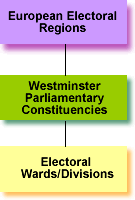 European Electoral
Regions
Westminster
Parliamentary
Constituencies
Electoral
Wards/Divisions